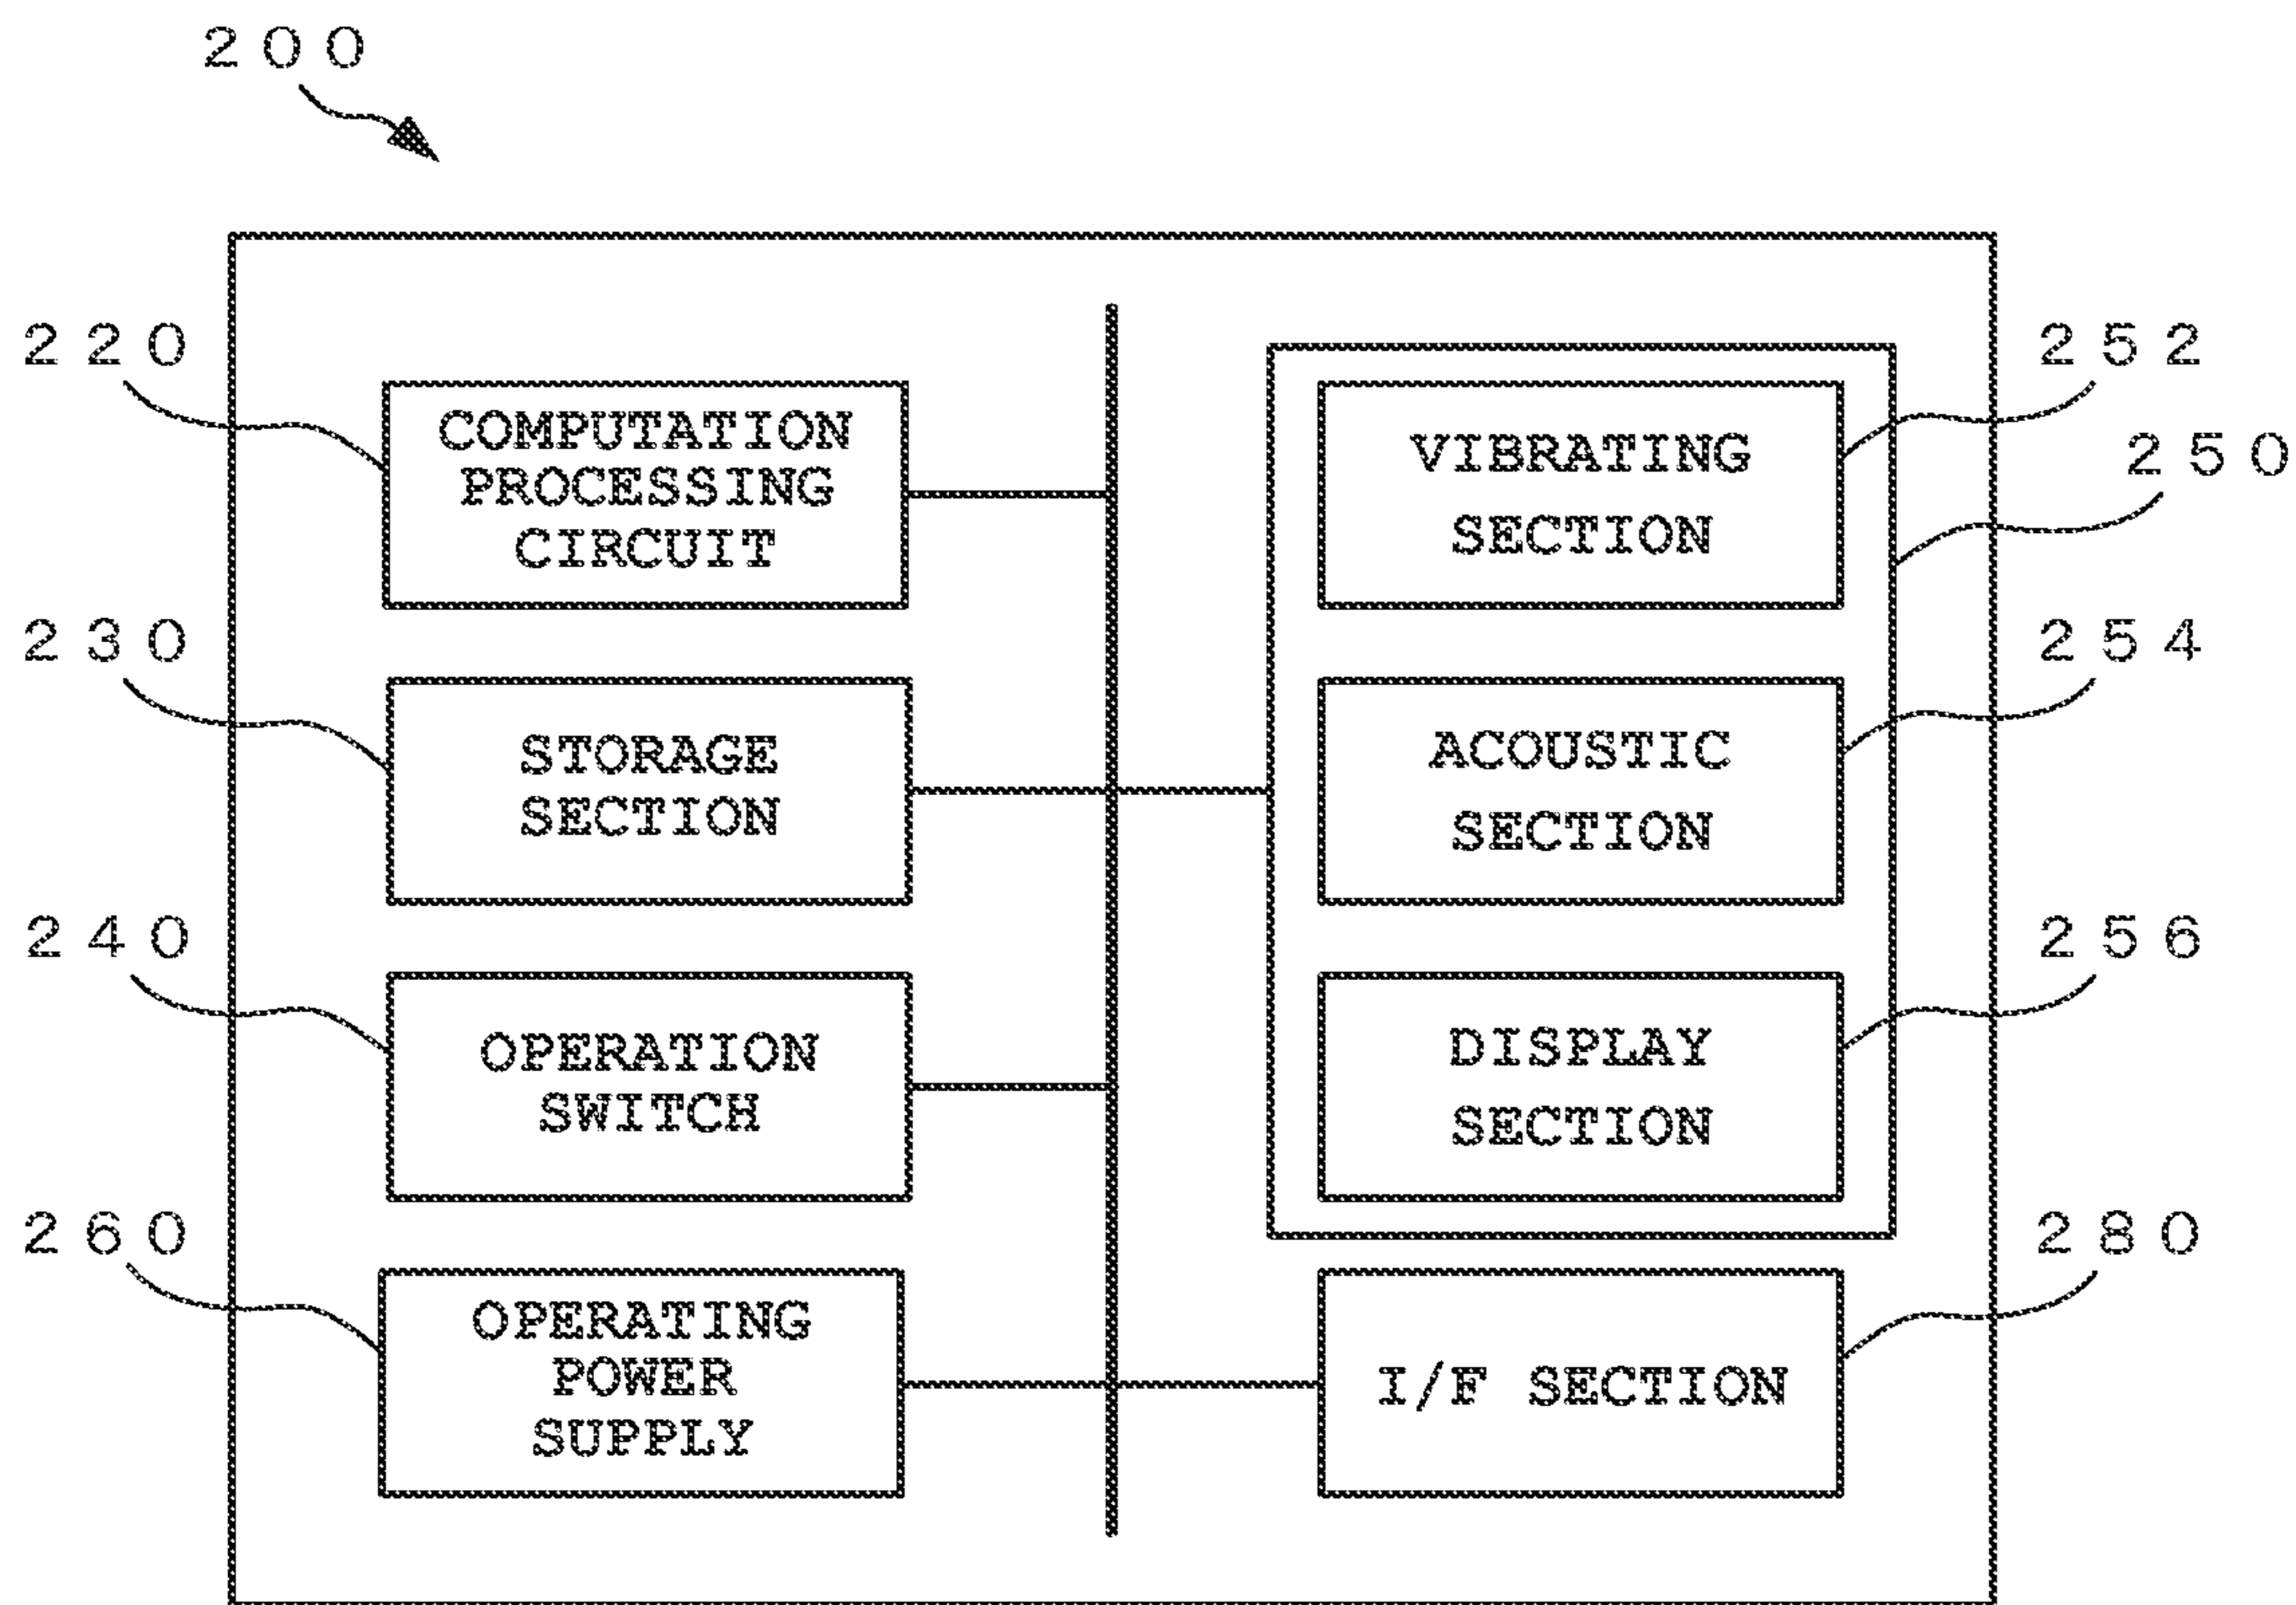 200
220
COMPUTATION
PROCESSING
CIRCUIT
230
STORAGE
SECTION
240
OPERATION
SWITCH
260
OPERATING
POWER
SUPPLY
252
VIBRATING
SECTION
250
254
ACOUSTIC
SECTION
256
DISPLAY
SECTION
280
I/F SECTION